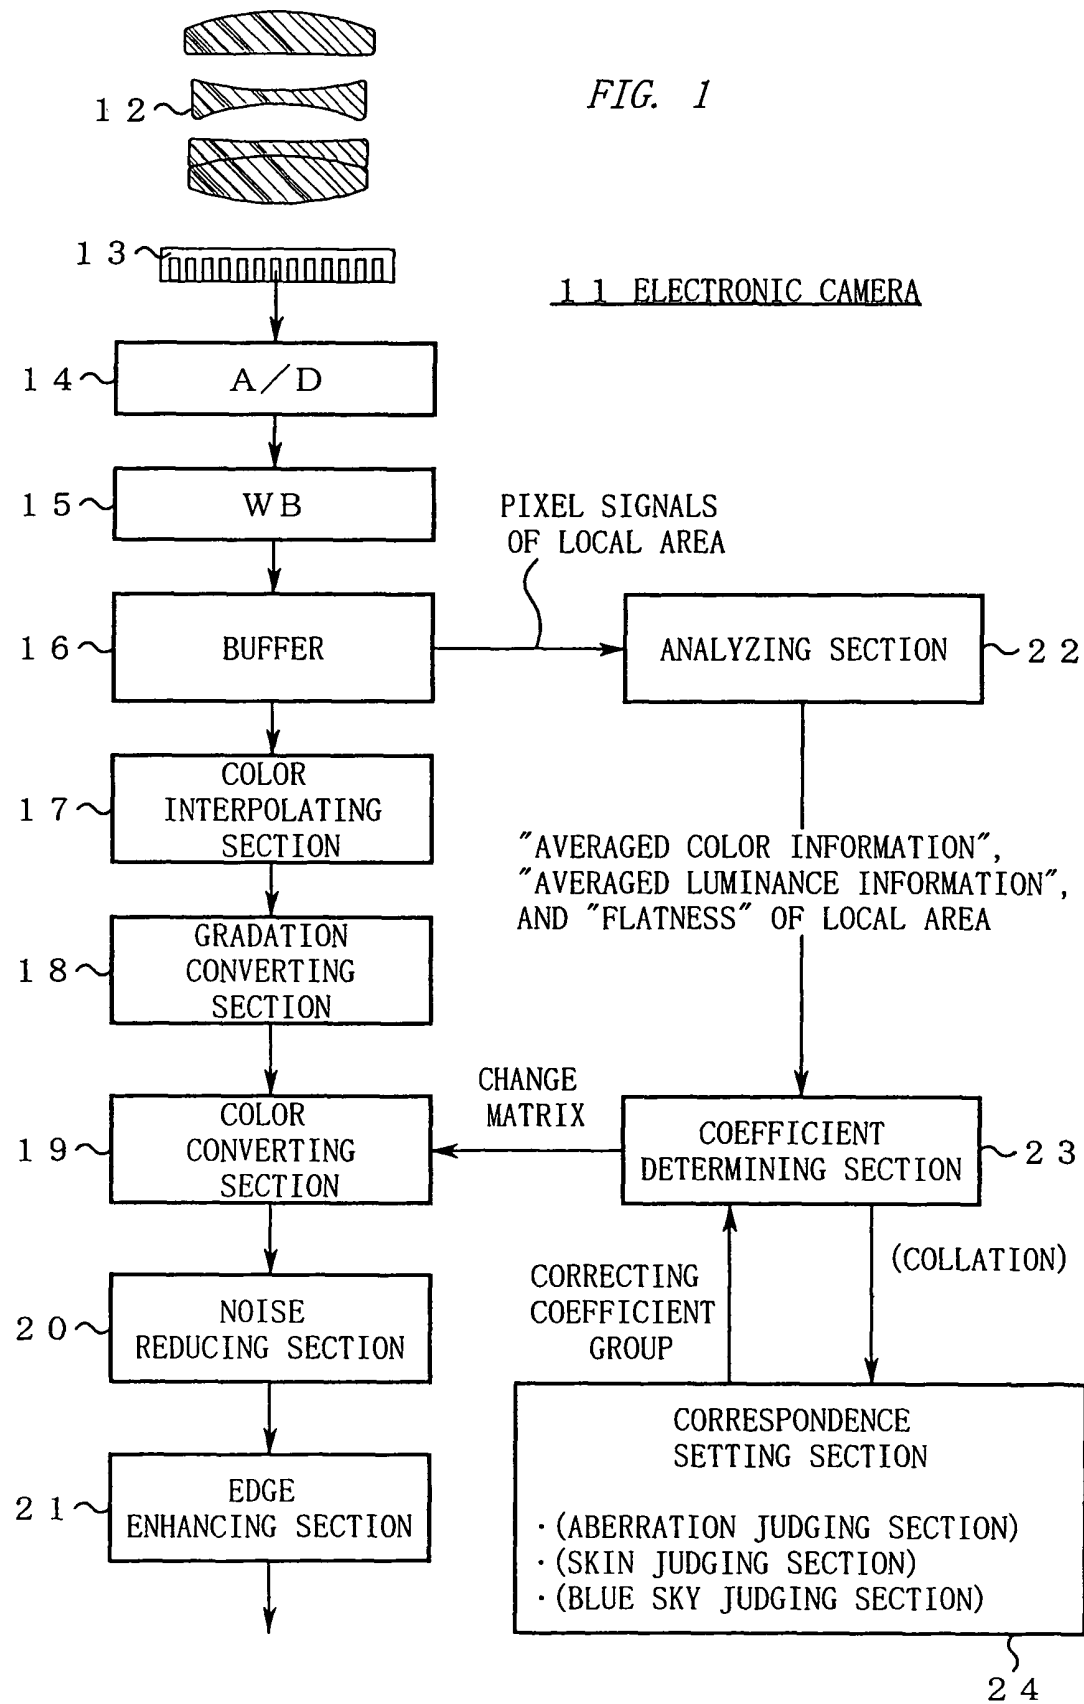 FIG. 1
12
13
11 ELECTRONIC CAMERA
14
A/D
15
WB
PIXEL SIGNALS
OF LOCAL AREA
16
BUFFER
ANALYZING SECTION
22
17
COLOR
INTERPOLATING
SECTION
"AVERAGED COLOR INFORMATION",
"AVERAGED LUMINANCE INFORMATION",
AND "FLATNESS" OF LOCAL AREA
18
GRADATION
CONVERTING
SECTION
CHANGE
MATRIX
19
COLOR
CONVERTING
SECTION
COEFFICIENT
DETERMINING SECTION
23
(COLLATION)
CORRECTING
COEFFICIENT
GROUP
20
NOISE
REDUCING SECTION
CORRESPONDENCE
SETTING SECTION
21
EDGE
ENHANCING SECTION
·(ABERRATION JUDGING SECTION)
·(SKIN JUDGING SECTION)
·(BLUE SKY JUDGING SECTION)
24